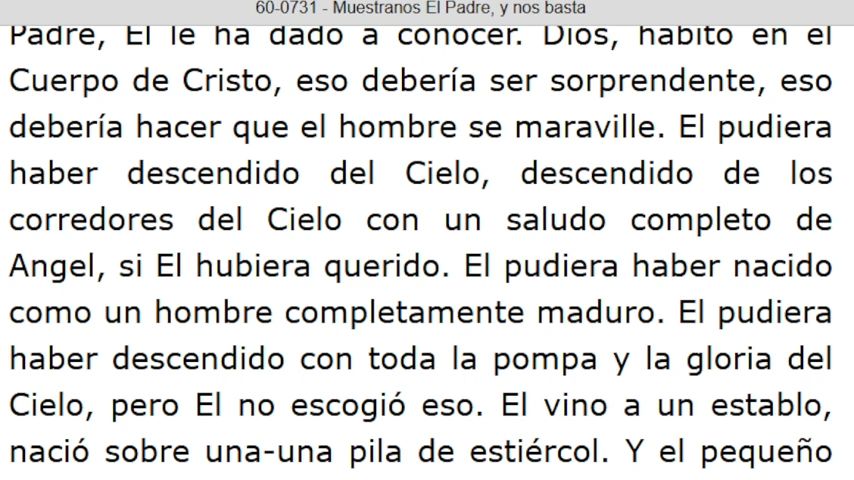 60-0731 - Muestranos El Padre, y nos basta
Padre, El le ha dado a conocer. Dios, habitó en el
Cuerpo de Cristo, eso debería ser sorprendente, eso
debería hacer que el hombre se maraville. El pudiera
haber descendido del Cielo, descendido de los
corredores del Cielo con un saludo completo de
Angel, si El hubiera querido. El pudiera haber nacido
como un hombre completamente maduro. El pudiera
haber descendido con toda la pompa y la gloria del
Cielo, pero El no escogió eso. El vino a un establo,
nació sobre una-una pila de estiércol. Y el pequeño